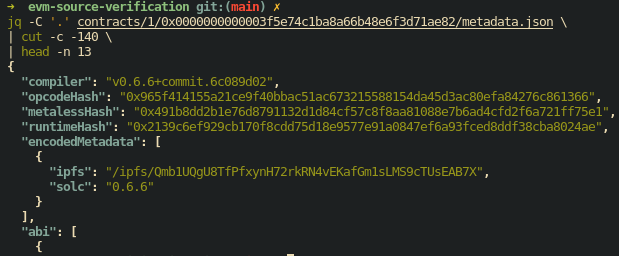 ➜  evm-source-verification git:(main) ✗
jq -C '.' contracts/1/0x0000000000003f5e74c1ba8a66b48e6f3d71ae82/metadata.json \
| cut -c -140 \
| head -n 13
{
  "compiler": "v0.6.6+commit.6c089d02",
  "opcodeHash": "0x965f414155a21ce9f40bbac51ac673215588154da45d3ac80efa84276c861366",
  "metalessHash": "0x491b8dd2b1e76d8791132d1d84cf57c8f8aa81088e7b6ad4cfd2f6a721ff75e1",
  "runtimeHash": "0x2139c6ef929cb170f8cdd75d18e9577e91a0847ef6a93fced8ddf38cba8024ae",
  "encodedMetadata": [
    {
      "ipfs": "/ipfs/Qmb1UQgU8TfPfxynH72rkRN4vEKafGm1sLMS9cTUsEAB7X",
      "solc": "0.6.6"
    }
  ],
  "abi": [
    {